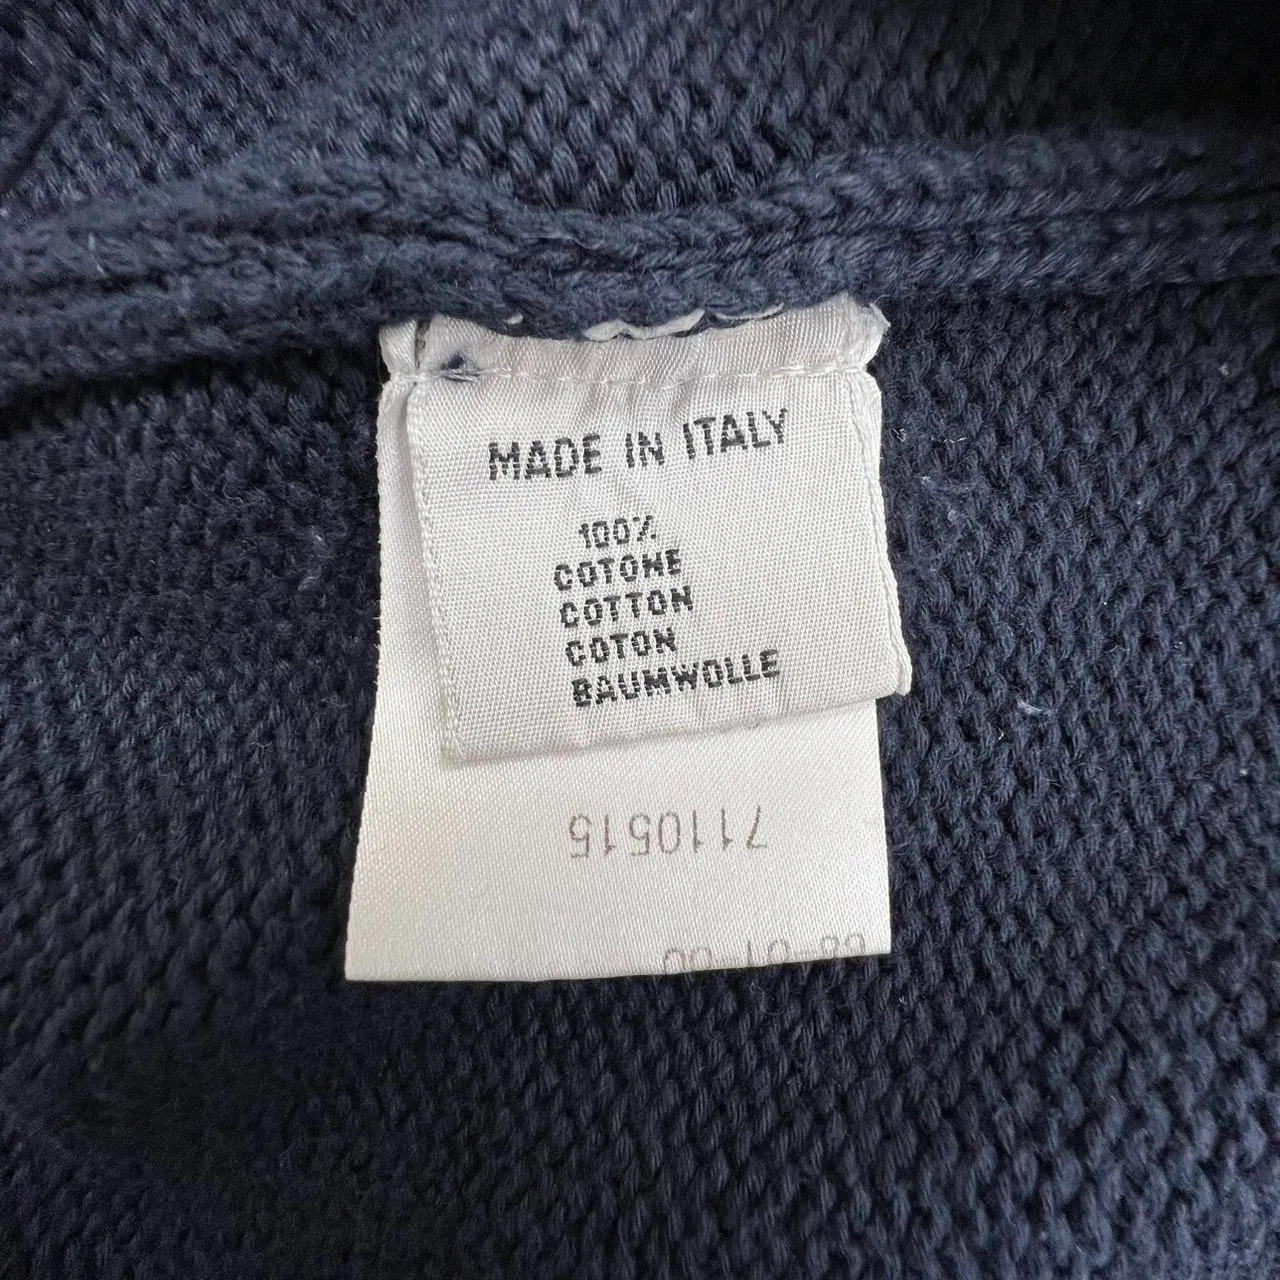 MADE IN ITALY
100%
COTONE
COTTON
COTON
BAUMWOLLE
7110515